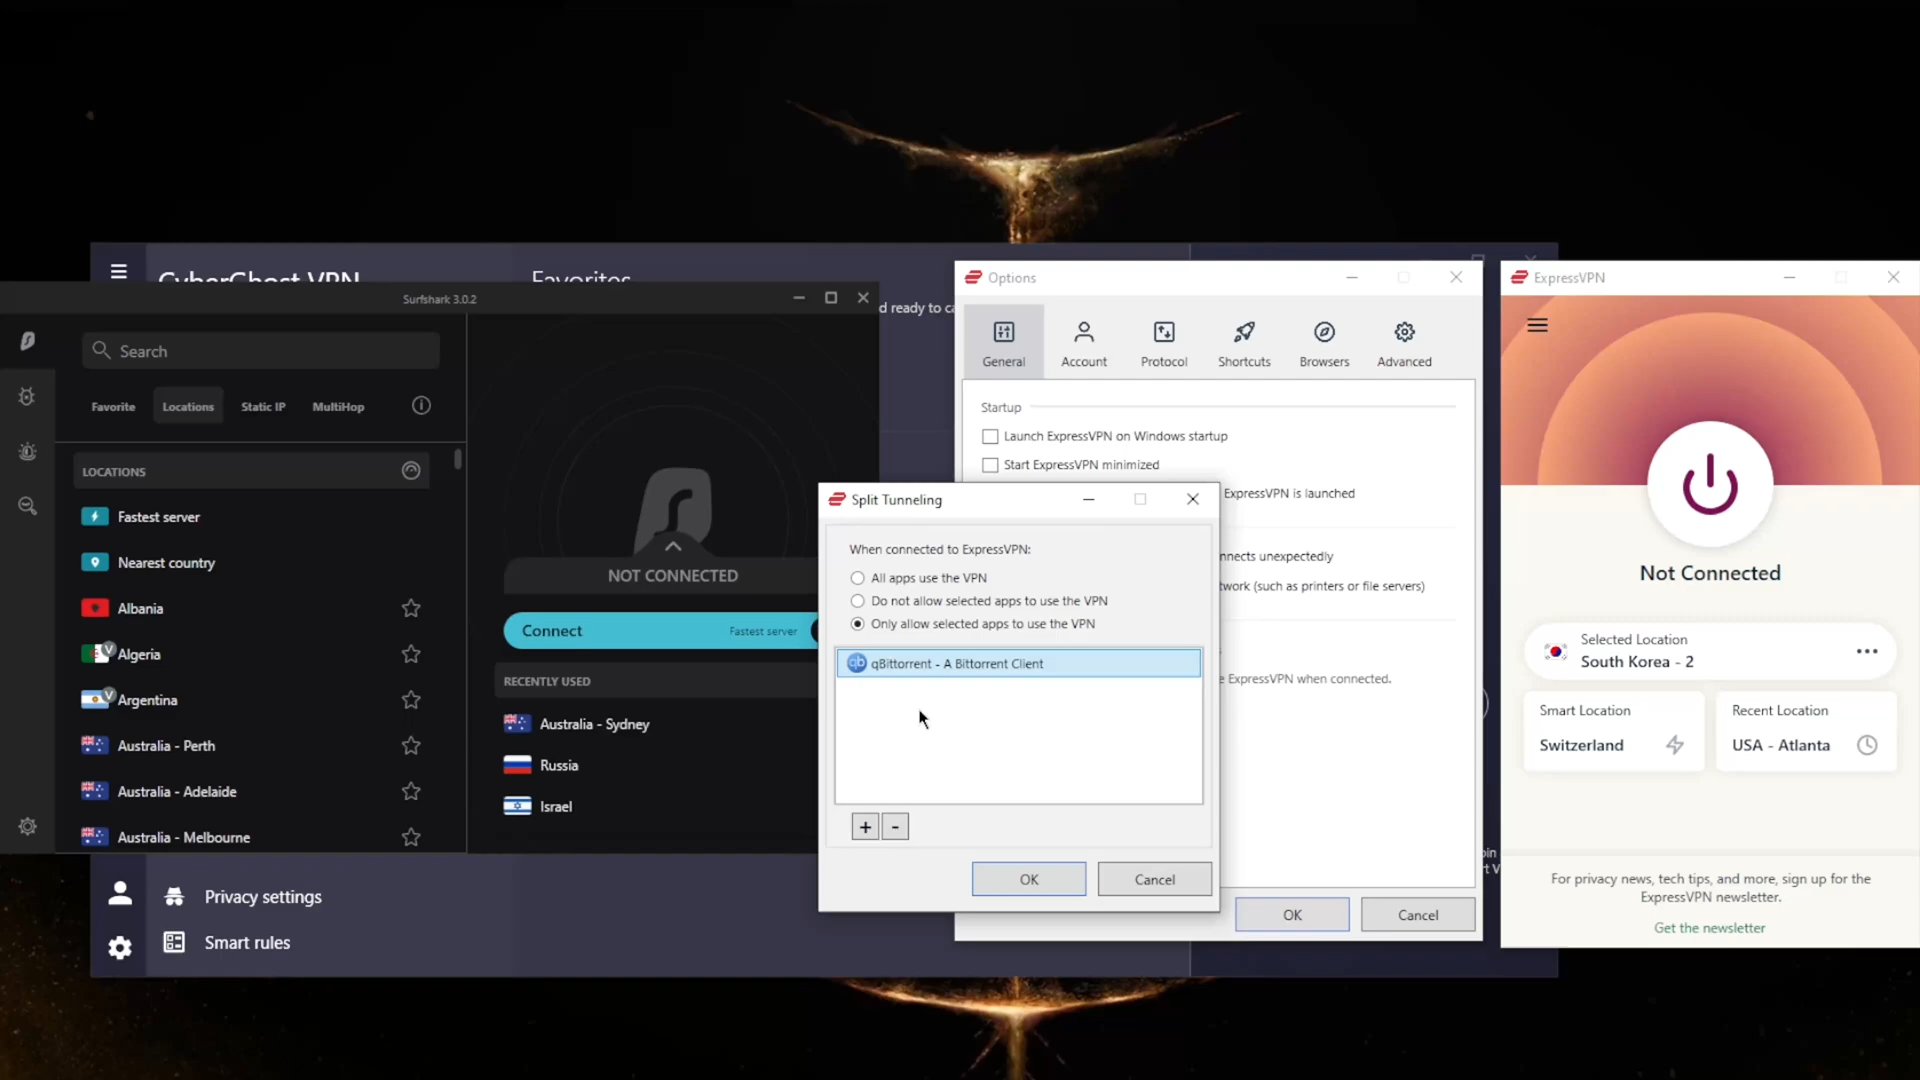 CyberGhost VPN
Favorites
d ready to ca
Surfshark 3.0.2
Search
Favorite
Locations
Static IP
MultiHop
LOCATIONS
Fastest server
Nearest country
Albania
Algeria
Argentina
Australia - Perth
Australia - Adelaide
Australia - Melbourne
NOT CONNECTED
Connect
Fastest server
RECENTLY USED
Australia - Sydney
Russia
Israel
Privacy settings
Smart rules
Options
General
Account
Protocol
Shortcuts
Browsers
Advanced
Startup
Launch ExpressVPN on Windows startup
Start ExpressVPN minimized
ExpressVPN is launched
nnects unexpectedly
twork (such as printers or file servers)
e ExpressVPN when connected.
OK
Cancel
Split Tunneling
When connected to ExpressVPN:
All apps use the VPN
Do not allow selected apps to use the VPN
Only allow selected apps to use the VPN
qb qBittorrent - A Bittorrent Client
+ -
OK
Cancel
ExpressVPN
Not Connected
Selected Location
South Korea - 2
Smart Location
Switzerland
Recent Location
USA - Atlanta
For privacy news, tech tips, and more, sign up for the
ExpressVPN newsletter.
Get the newsletter